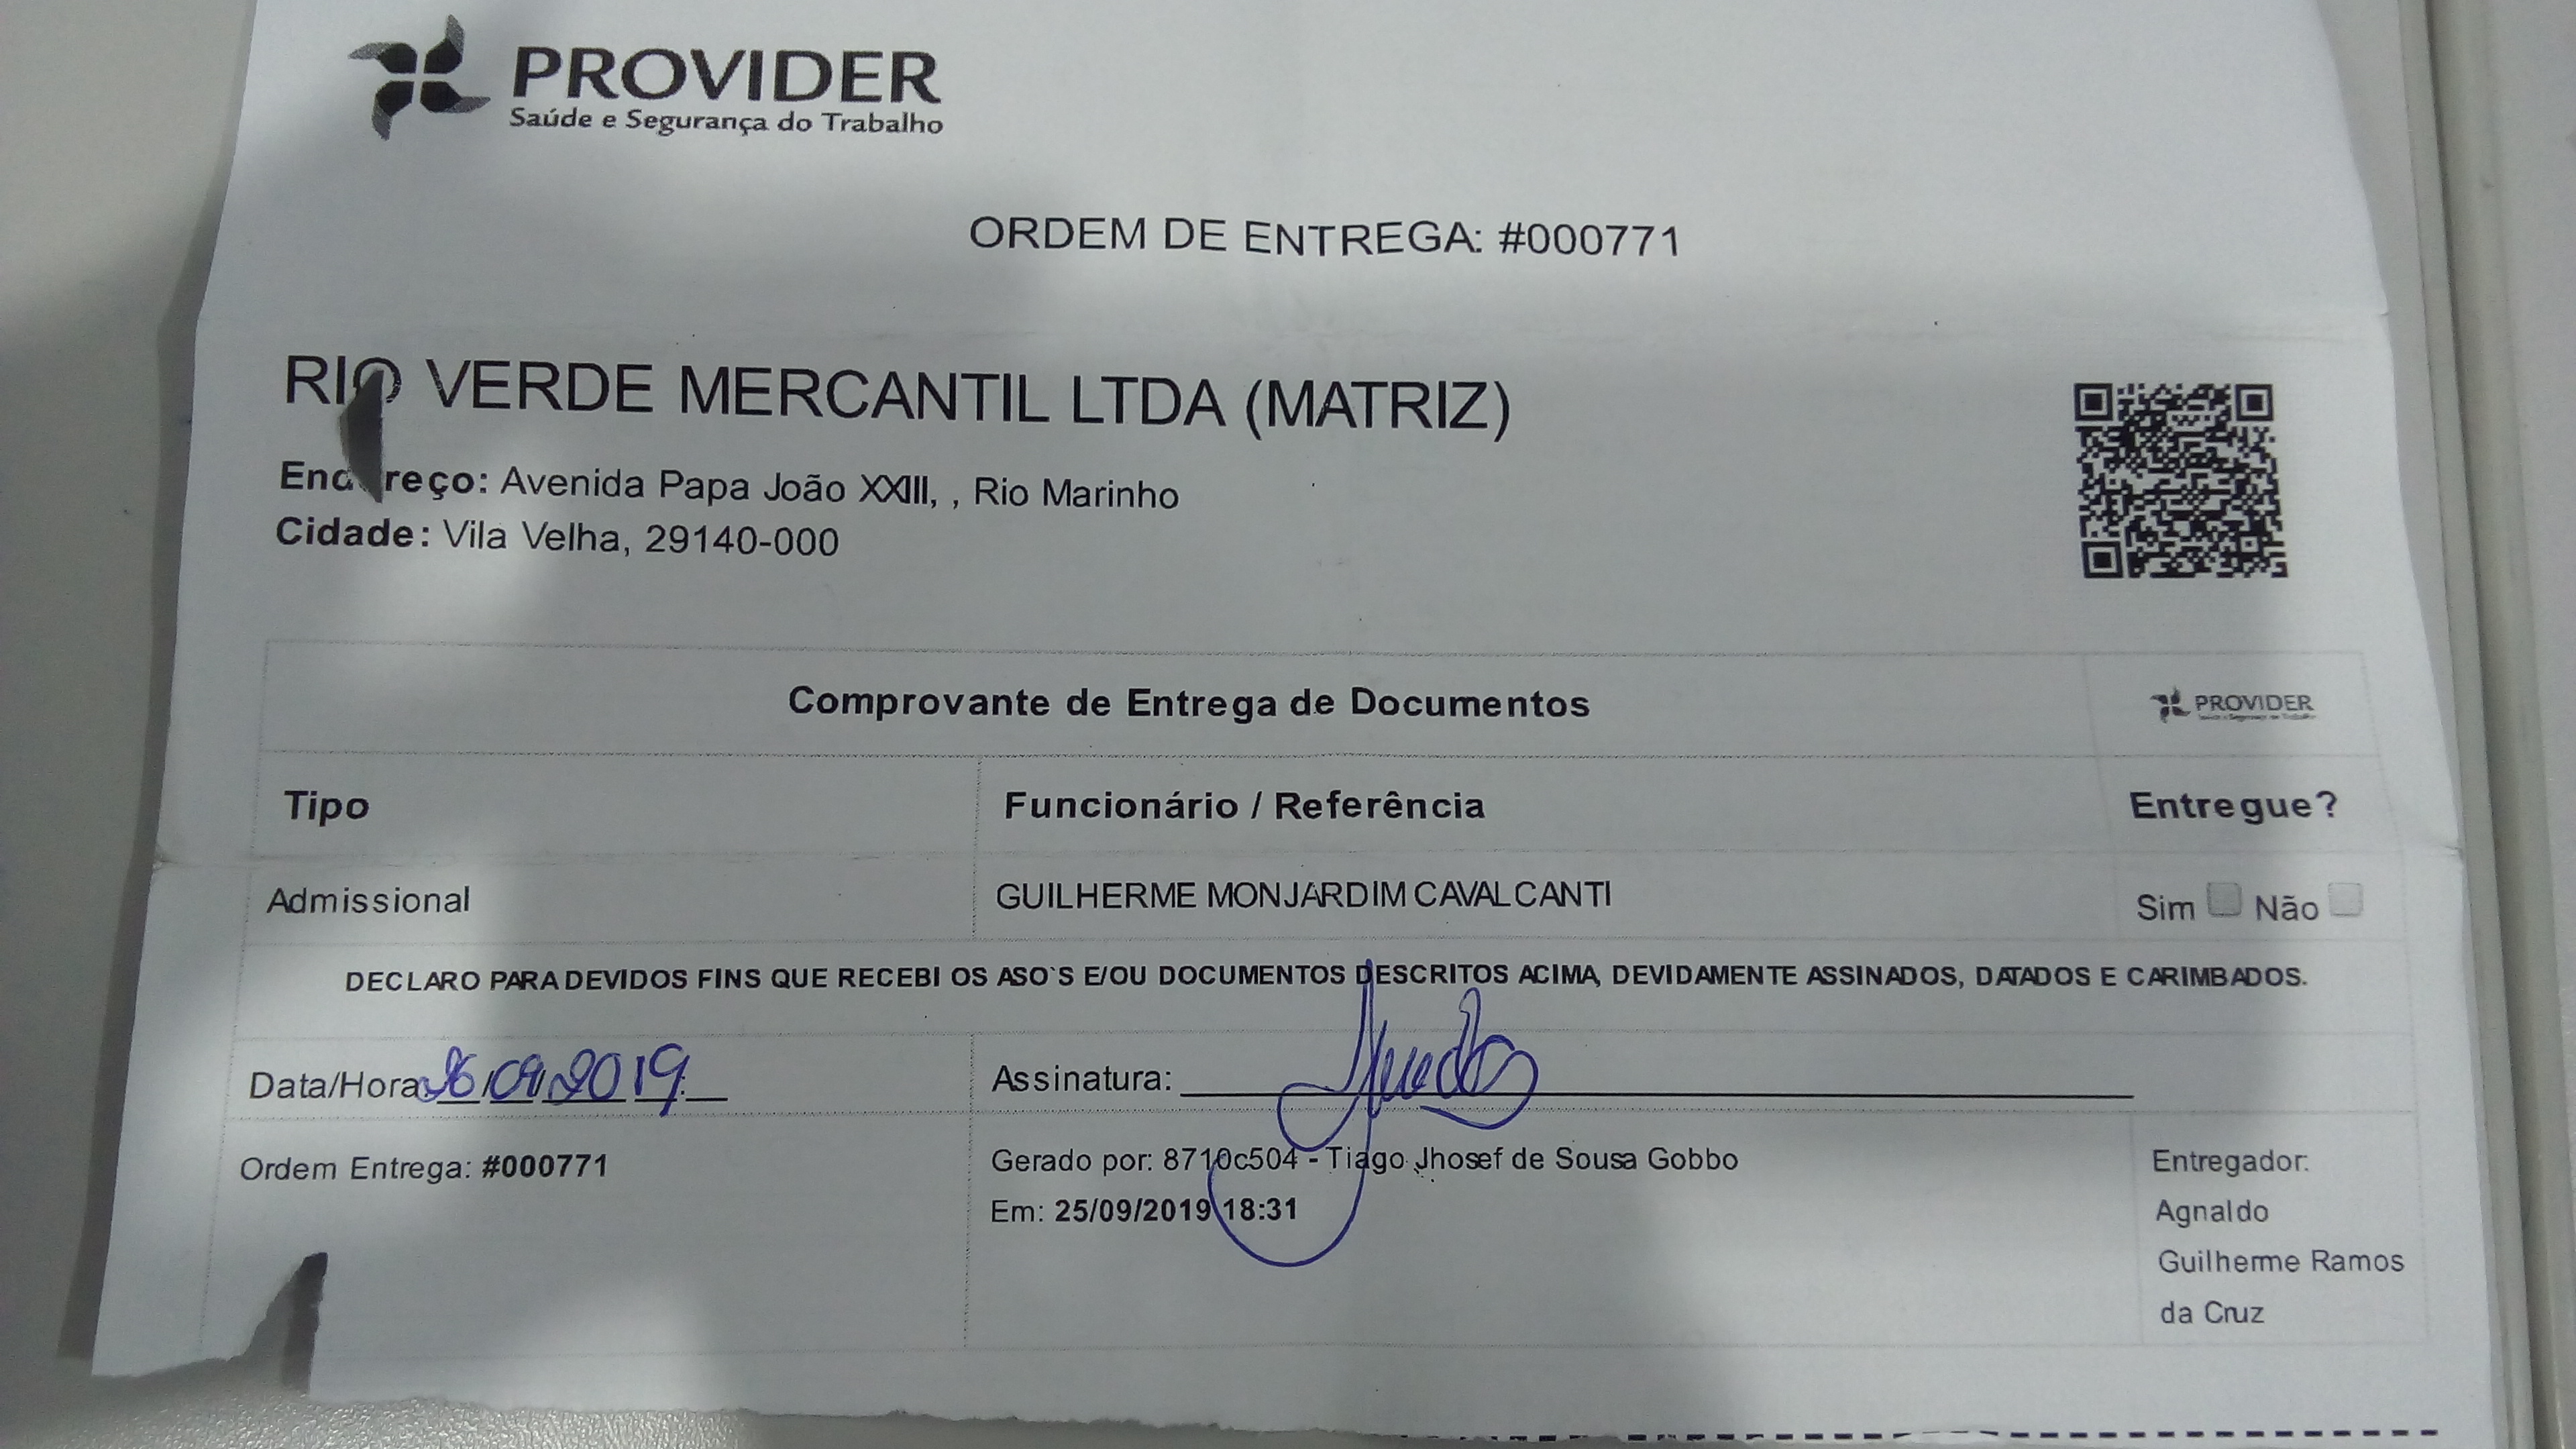 PROVIDER
Saúde e Segurança do Trabalho
ORDEM DE ENTREGA: #000771
RIO VERDE MERCANTIL LTDA (MATRIZ)
Endereço: Avenida Papa João XXIII, , Rio Marinho
Cidade: Vila Velha, 29140-000
Comprovante de Entrega de Documentos
PROVIDER
Saúde e Segurança do Trabalho
Tipo Funcionário / Referência Entregue?
Admissional GUILHERME MONJARDIM CAVALCANTI Sim Não
DECLARO PARA DEVIDOS FINS QUE RECEBI OS ASO`S E/OU DOCUMENTOS DESCRITOS ACIMA, DEVIDAMENTE ASSINADOS, DATADOS E CARIMBADOS.
Data/Hora: 26/09/2019 Assinatura:
Ordem Entrega: #000771
Gerado por: 8710c504 - Tiago Jhosef de Sousa Gobbo
Em: 25/09/2019 18:31
Entregador:
Agnaldo
Guilherme Ramos
da Cruz